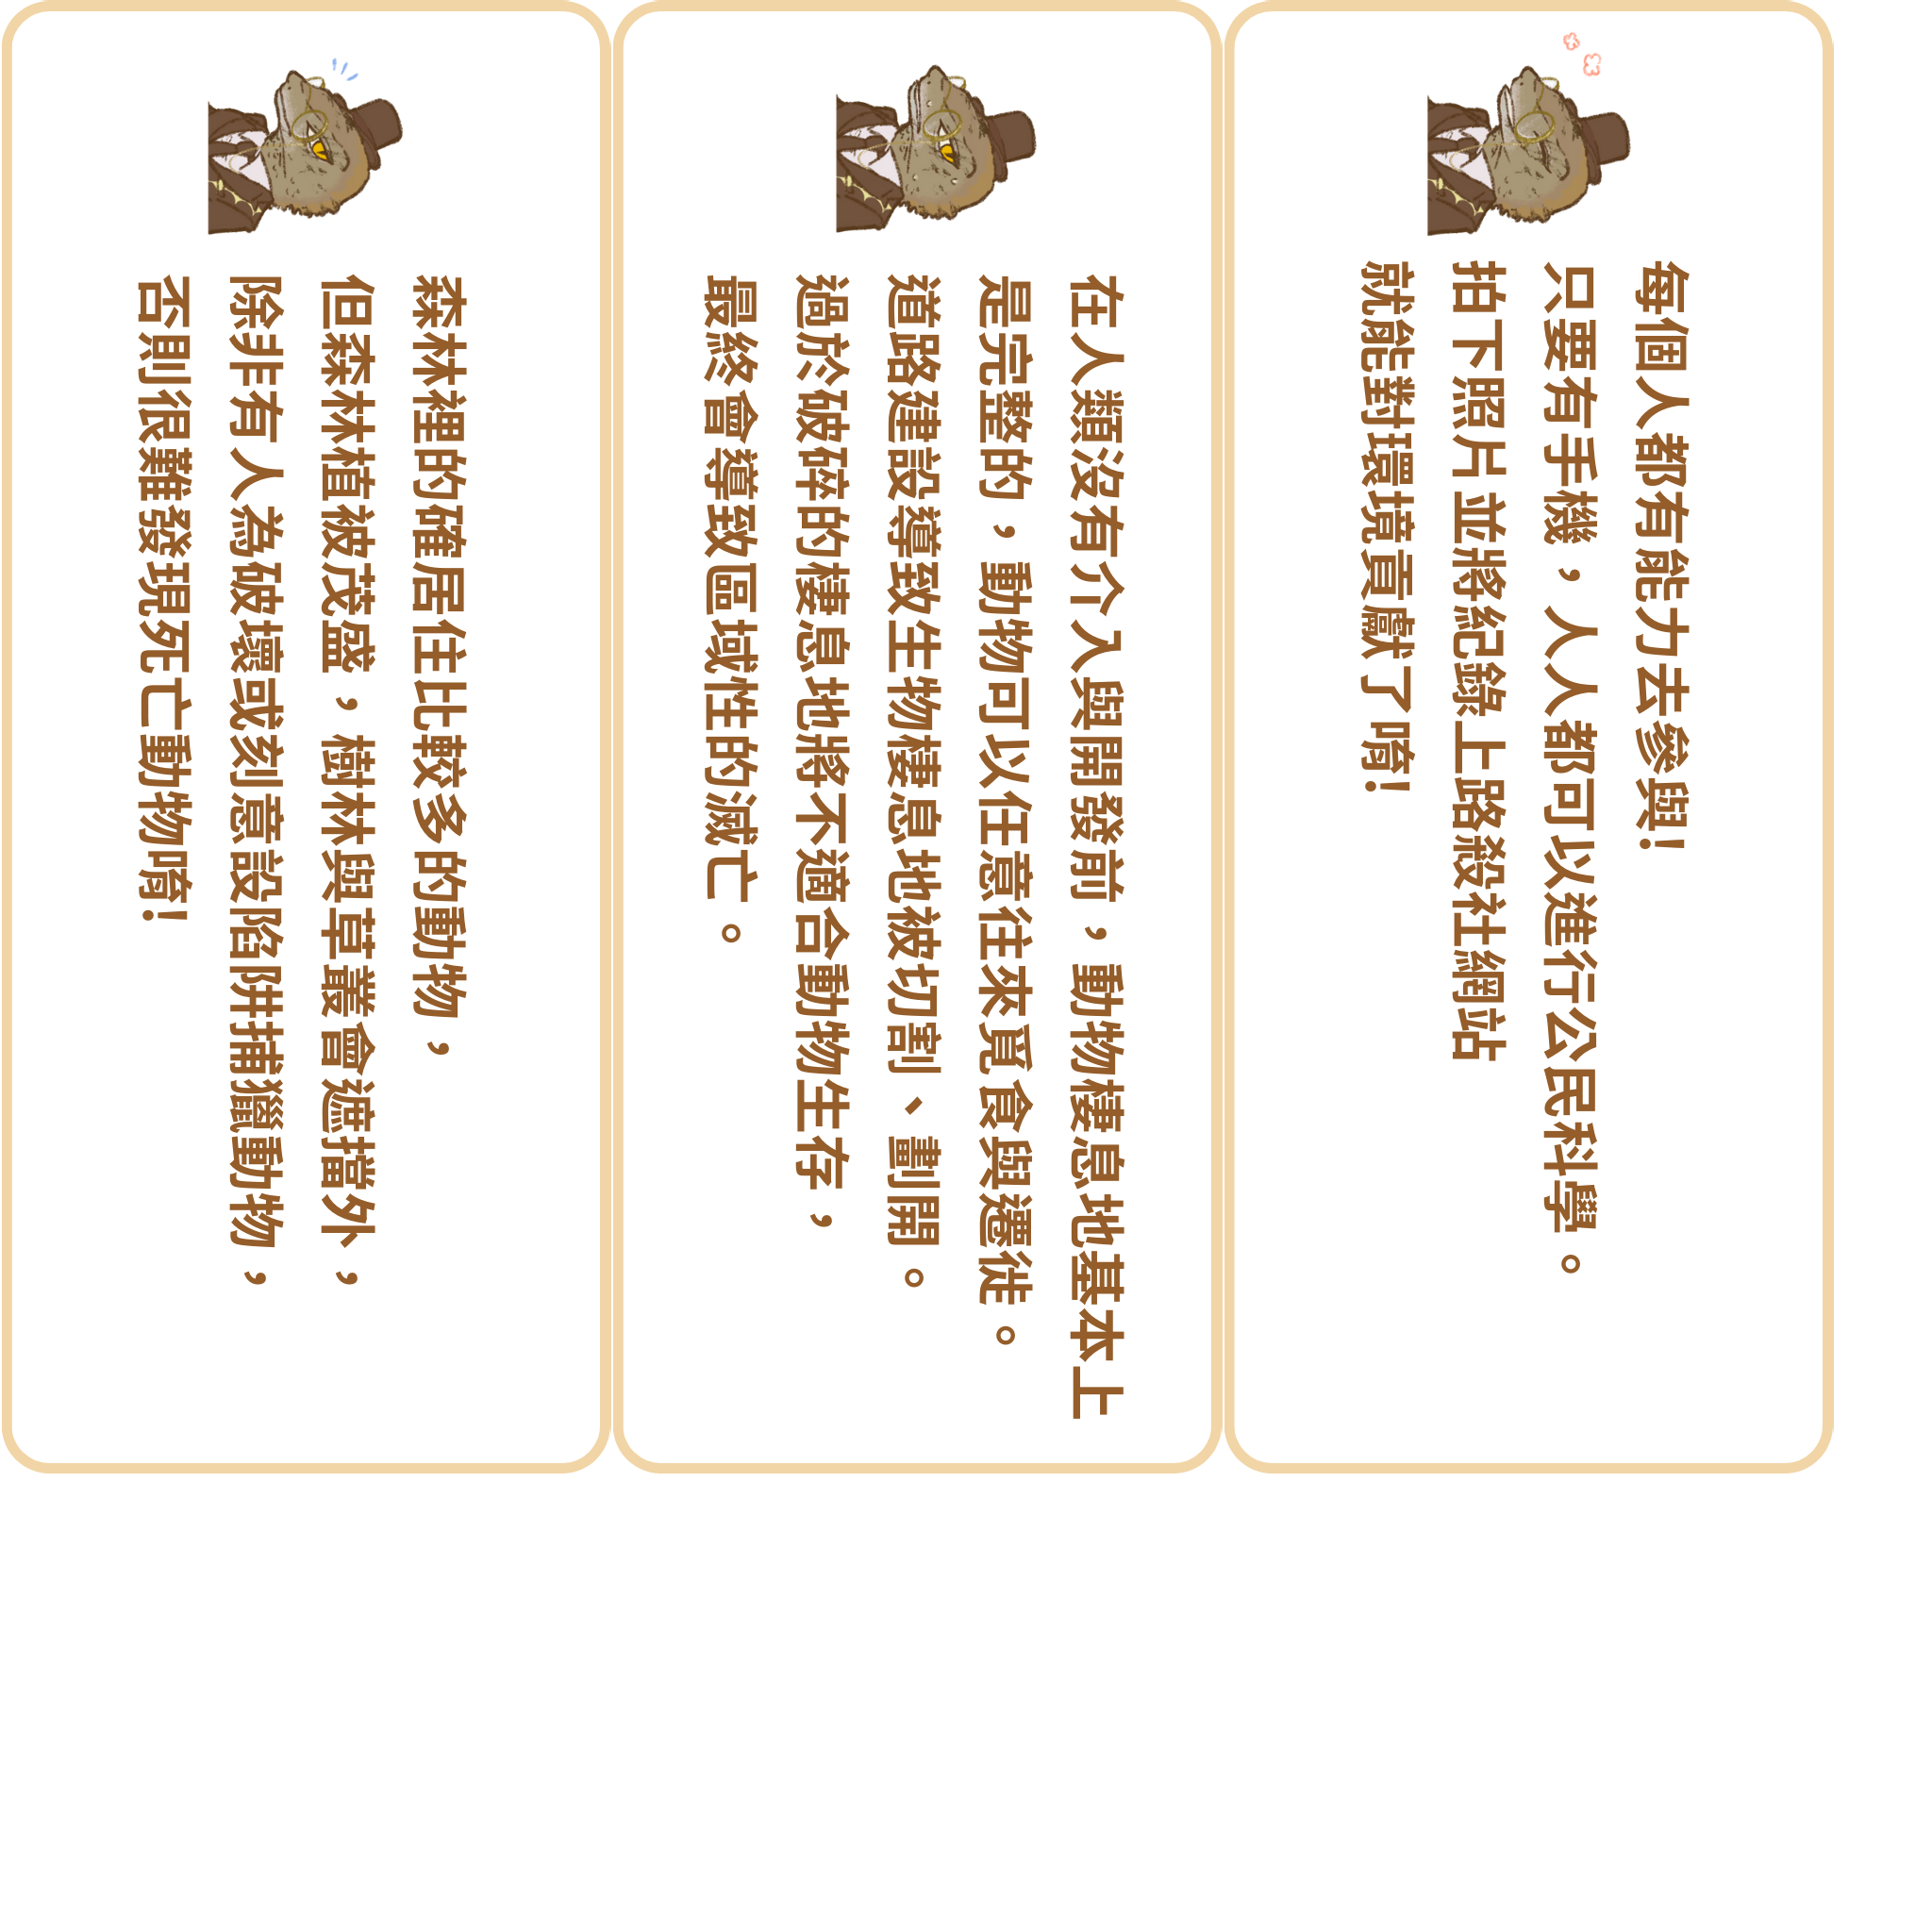 每個人都有能力去參與!
只要有手機，人人都可以進行公民科學。
拍下照片並將紀錄上路殺社網站
就能對環境貢獻了唷!
在人類沒有介入與開發前，動物棲息地基本上
是完整的，動物可以任意往來覓食與遷徙。
道路建設導致生物棲息地被切割、劃開。
過於破碎的棲息地將不適合動物生存，
最終會導致區域性的滅亡。
森林裡的確居住比較多的動物，
但森林植被茂盛，樹林與草叢會遮擋外，
除非有人為破壞或刻意設陷阱捕獵動物，
否則很難發現死亡動物唷!